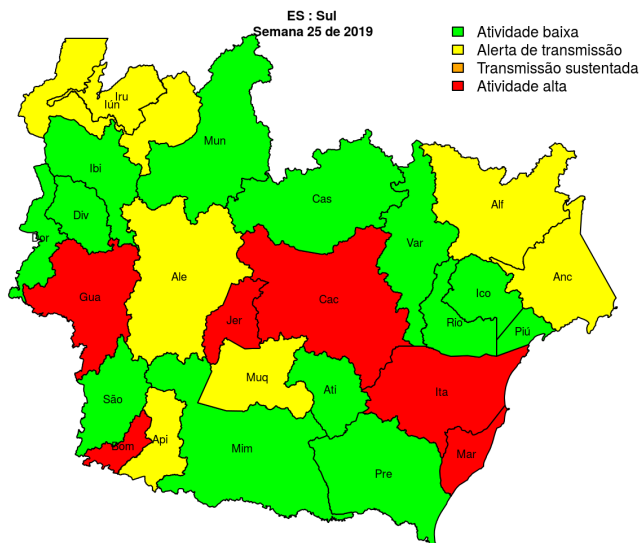 ES : Sul
Semana 25 de 2019
Atividade baixa
Alerta de transmissão
Transmissão sustentada
Atividade alta
Iru
Iún
Mun
Ibi
Cas
Div
Alf
Dor
Var
Ale
Anc
Gua
Cac
Ico
Jer
Rio
Piú
Muq
Ati
Ita
São
Bom
Api
Mim
Mar
Pre